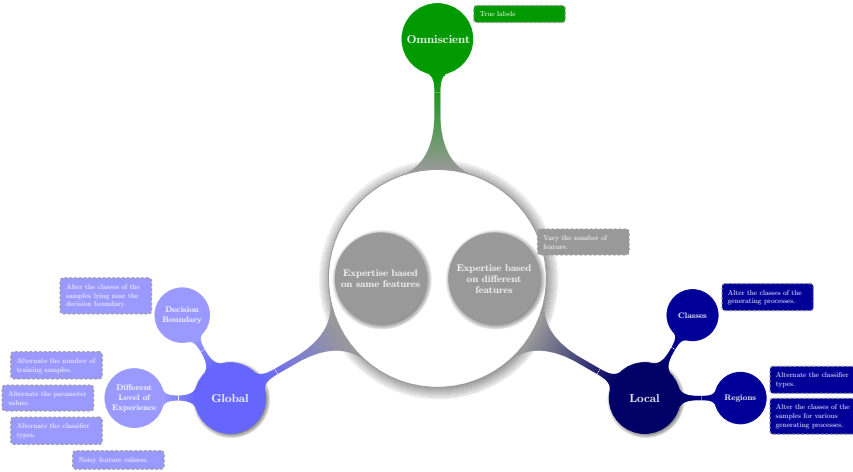 Omniscient
True labels
Expertise based
on same features
Expertise based
on different
features
Vary the number of
feature.
Alter the classes of the
samples lying near the
decision boundary
Decision
Boundary
Alternate the number of
training samples.
Alternate the parameter
values.
Alternate the classifier
types.
Noisy feature valuess.
Different
Level of
Experience
Global
Local
Classes
Alter the classes of the
generating processes.
Regions
Alternate the classifier
types.
Alter the classes of the
samples for various
generating processes.